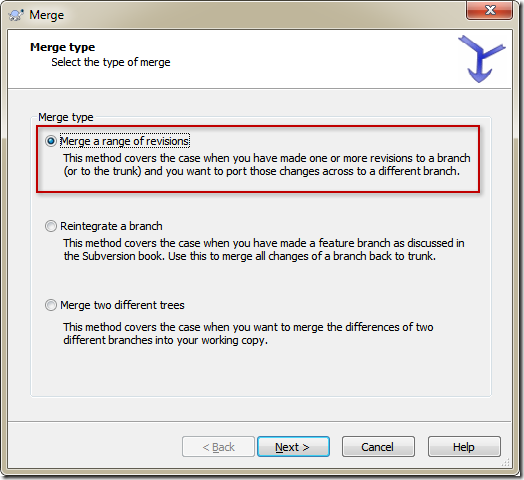 Merge
Merge type
Select the type of merge
Merge type
Merge a range of revisions
This method covers the case when you have made one or more revisions to a branch
(or to the trunk) and you want to port those changes across to a different branch.
Reintegrate a branch
This method covers the case when you have made a feature branch as discussed in
the Subversion book. Use this to merge all changes of a branch back to trunk.
Merge two different trees
This method covers the case when you want to merge the differences of two
different branches into your working copy.
< Back Next > Cancel Help